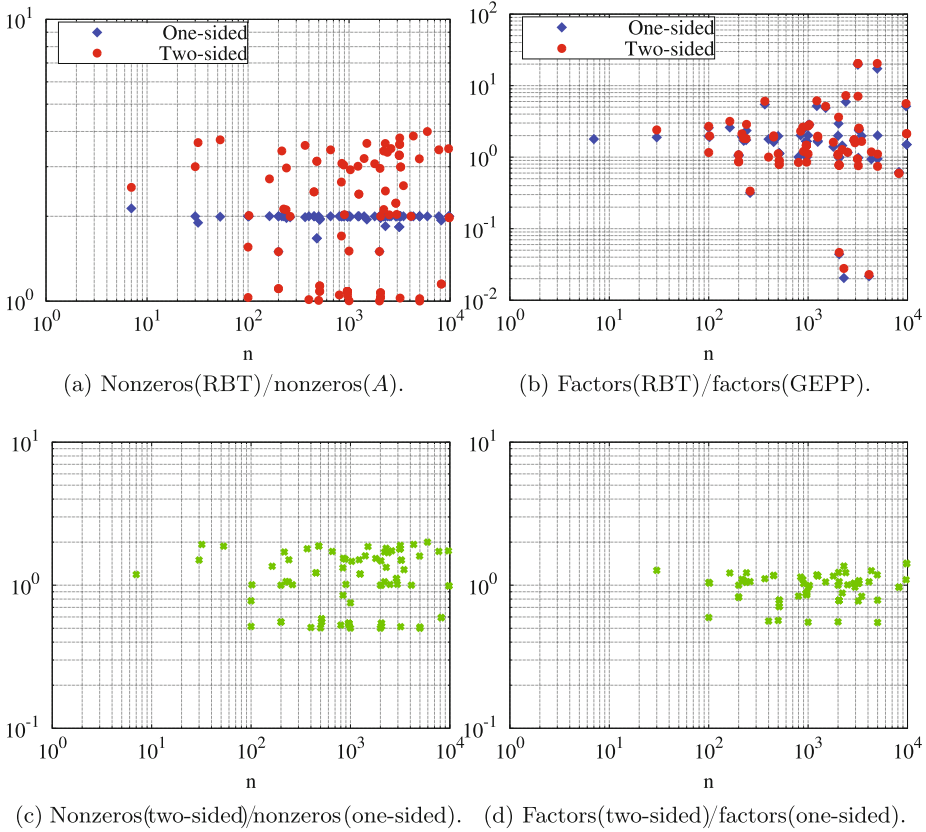 10^1
One-sided
Two-sided
10^0
10^0
10^1
10^2
10^3
10^4
n
(a) Nonzeros(RBT)/nonzeros(A).
10^2
One-sided
Two-sided
10^1
10^0
10^-1
10^-2
10^0
10^1
10^2
10^3
10^4
n
(b) Factors(RBT)/factors(GEPP).
10^1
10^0
10^-1
10^0
10^1
10^2
10^3
10^4
n
(c) Nonzeros(two-sided)/nonzeros(one-sided).
10^1
10^0
10^-1
10^0
10^1
10^2
10^3
10^4
n
(d) Factors(two-sided)/factors(one-sided).